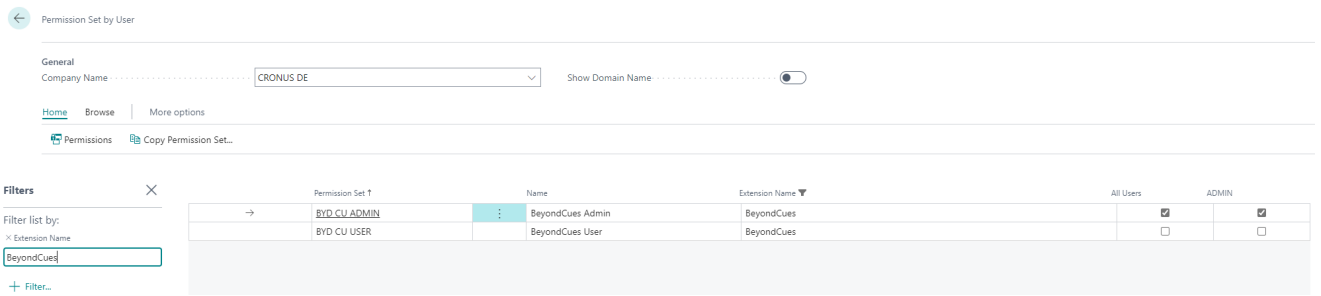 Permission Set by User
General
Company Name CRONUS DE Show Domain Name
Home Browse More options
Permissions Copy Permission Set...
Filters
Filter list by:
× Extension Name
BeyondCues
+ Filter...
Permission Set ↑ Name Extension Name All Users ADMIN
→ BYD CU ADMIN BeyondCues Admin BeyondCues
BYD CU USER BeyondCues User BeyondCues